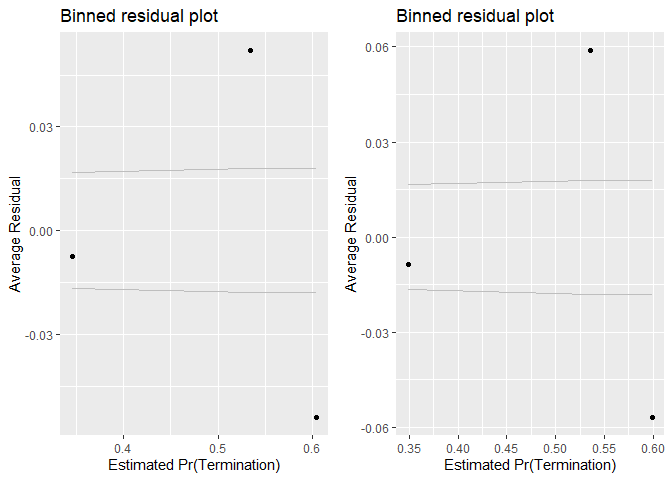 Binned residual plot
Average Residual
0.03
0.00
-0.03
0.4 0.5 0.6
Estimated Pr(Termination)
Binned residual plot
Average Residual
0.06
0.03
0.00
-0.03
-0.06
0.35 0.40 0.45 0.50 0.55 0.60
Estimated Pr(Termination)